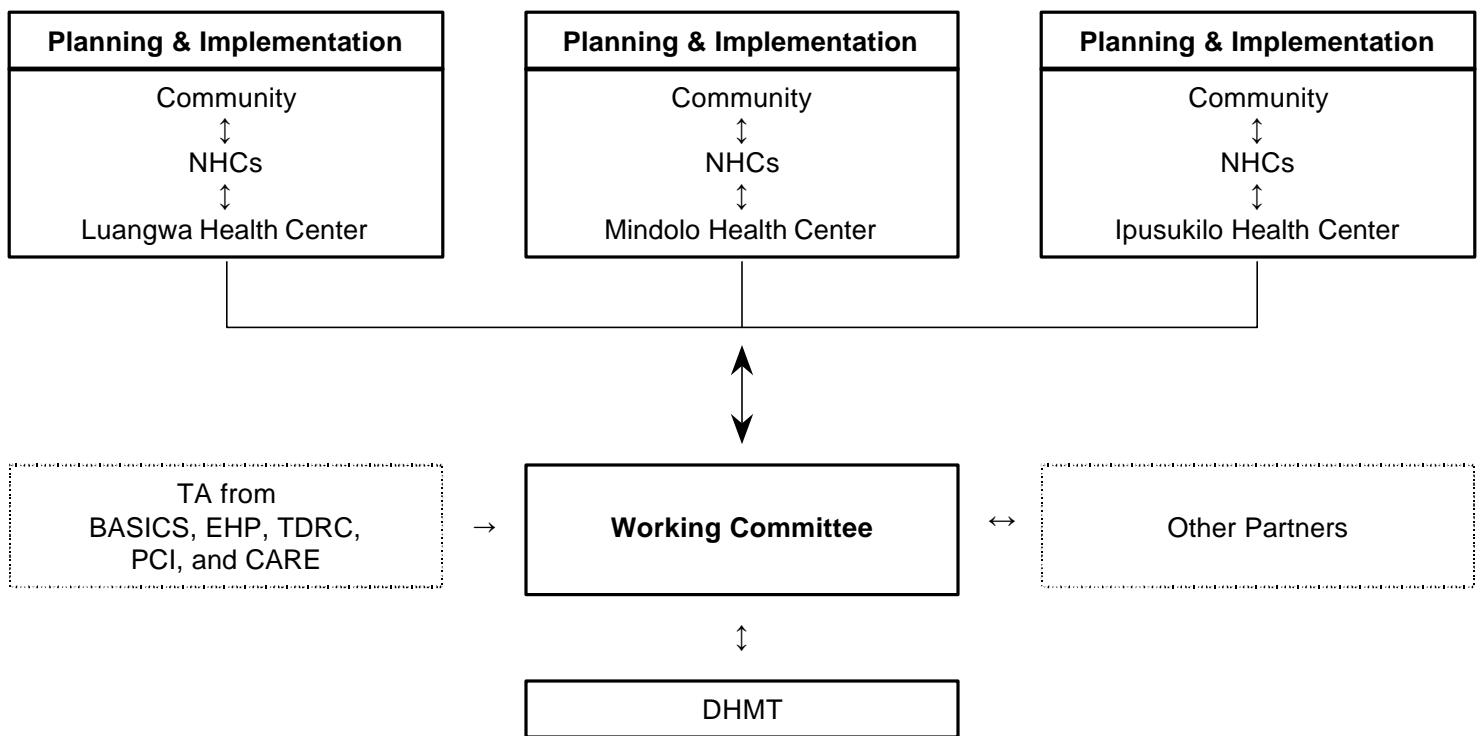 Planning & Implementation
Community
↕
NHCs
↕
Luangwa Health Center
Planning & Implementation
Community
↕
NHCs
↕
Mindolo Health Center
Planning & Implementation
Community
↕
NHCs
↕
Ipusukilo Health Center
TA from
BASICS, EHP, TDRC,
PCI, and CARE
→
Working Committee
↔
Other Partners
↕
DHMT